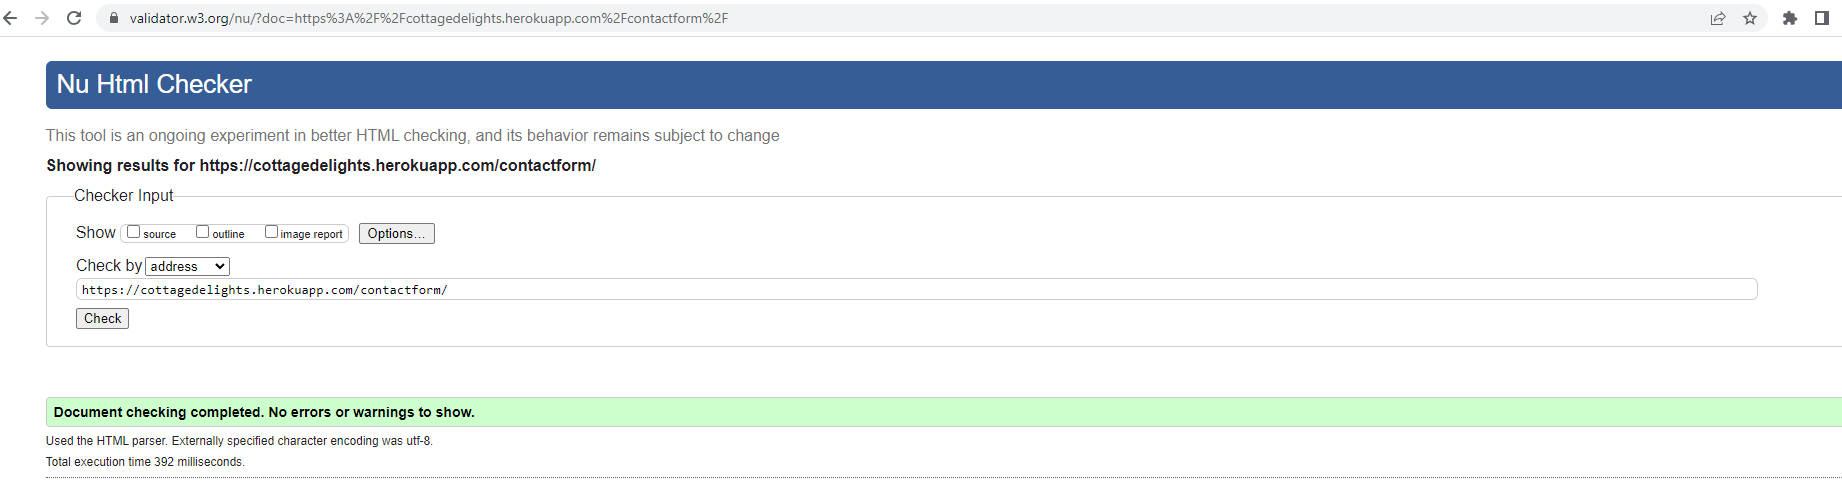 validator.w3.org/nu/?doc=https%3A%2F%2Fcottagedelights.herokuapp.com%2Fcontactform%2F
Nu Html Checker
This tool is an ongoing experiment in better HTML checking, and its behavior remains subject to change
Showing results for https://cottagedelights.herokuapp.com/contactform/
Checker Input
Show source outline image report Options...
Check by address
https://cottagedelights.herokuapp.com/contactform/
Check
Document checking completed. No errors or warnings to show.
Used the HTML parser. Externally specified character encoding was utf-8.
Total execution time 392 milliseconds.